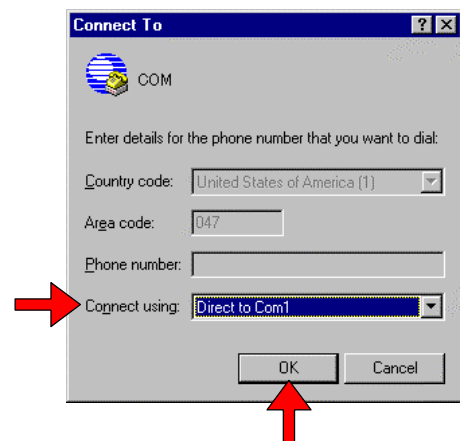 Connect To
COM
Enter details for the phone number that you want to dial:
Country code: United States of America (1)
Area code: 047
Phone number:
Connect using: Direct to Com1
OK Cancel